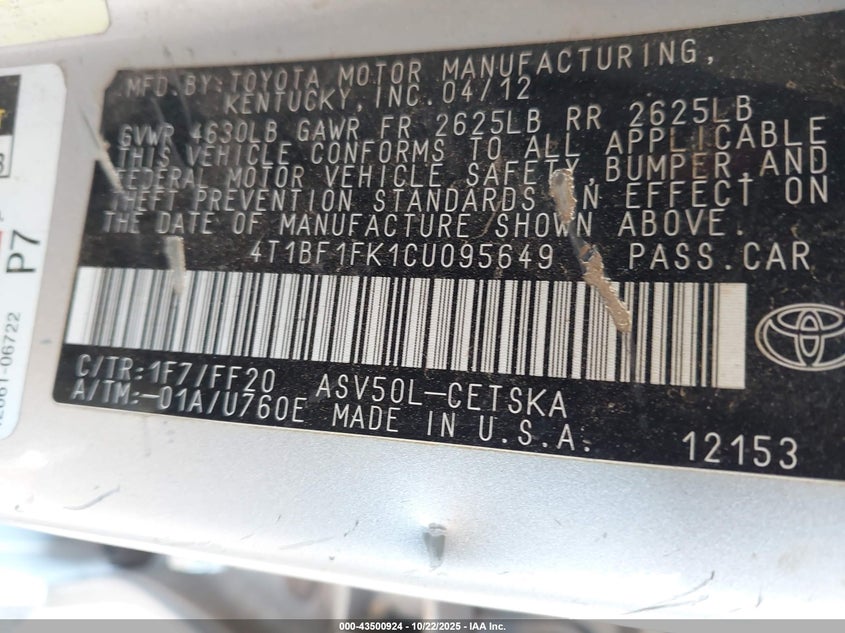 MFD.BY:TOYOTA MOTOR MANUFACTURING,
KENTUCKY,INC.04/12
GVWR 4630LB GAWR FR 2625LB RR 2625LB
THIS VEHICLE CONFORMS TO ALL APPLICABLE
FEDERAL MOTOR VEHICLE SAFETY,BUMPER,AND
THEFT PREVENTION STANDARDS IN EFFECT ON
THE DATE OF MANUFACTURE SHOWN ABOVE.
4T1BF1FK1CU095649 PASS.CAR
C/TR:1F7/FF20 ASV50L-CETSKA
A/TM:-01A/U760E MADE IN U.S.A. 12153
P7
000-43500924 - 10/22/2025 - IAA Inc.